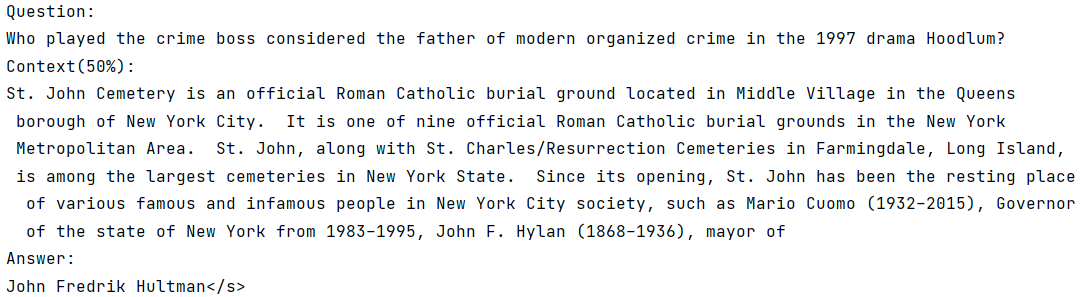 Question:
Who played the crime boss considered the father of modern organized crime in the 1997 drama Hoodlum?
Context(50%):
St. John Cemetery is an official Roman Catholic burial ground located in Middle Village in the Queens
borough of New York City.  It is one of nine official Roman Catholic burial grounds in the New York
Metropolitan Area.  St. John, along with St. Charles/Resurrection Cemeteries in Farmingdale, Long Island,
is among the largest cemeteries in New York State.  Since its opening, St. John has been the resting place
of various famous and infamous people in New York City society, such as Mario Cuomo (1932–2015), Governor
of the state of New York from 1983–1995, John F. Hylan (1868–1936), mayor of
Answer:
John Fredrik Hultman</s>